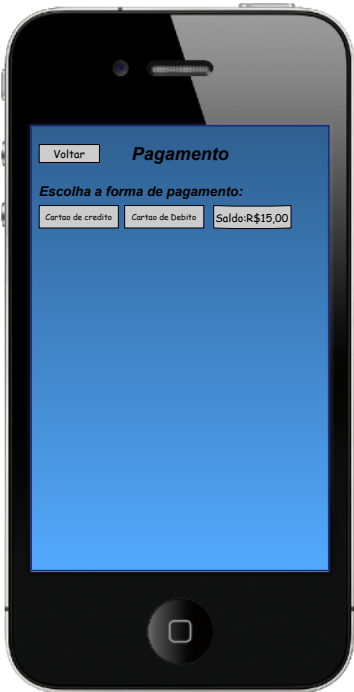 Voltar Pagamento
Escolha a forma de pagamento:
Cartao de credito Cartao de Debito Saldo:R$15,00